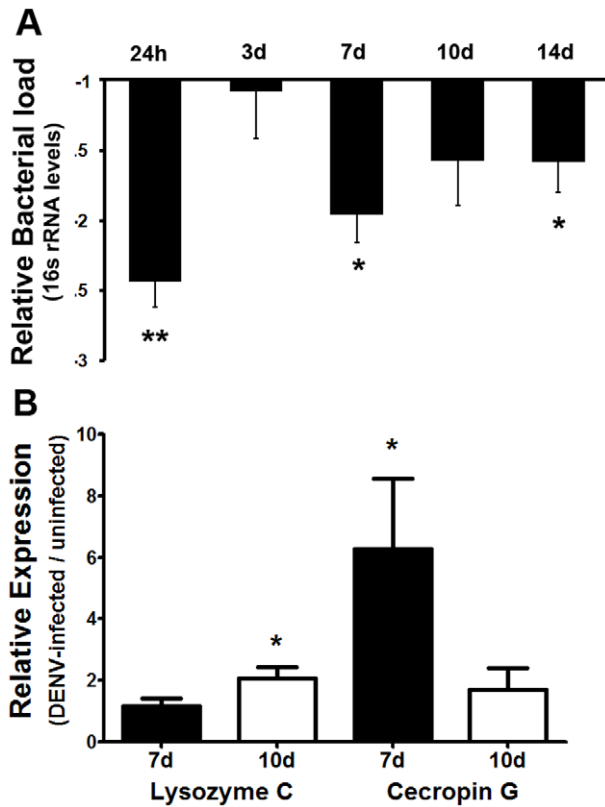 A
24h 3d 7d 10d 14d
-1
.5
-2
.5
-3
Relative Bacterial load
(16s rRNA levels)
** * *
B
10
8
6
4
2
0
Relative Expression
(DENV-infected / uninfected)
* *
7d 10d 7d 10d
Lysozyme C Cecropin G